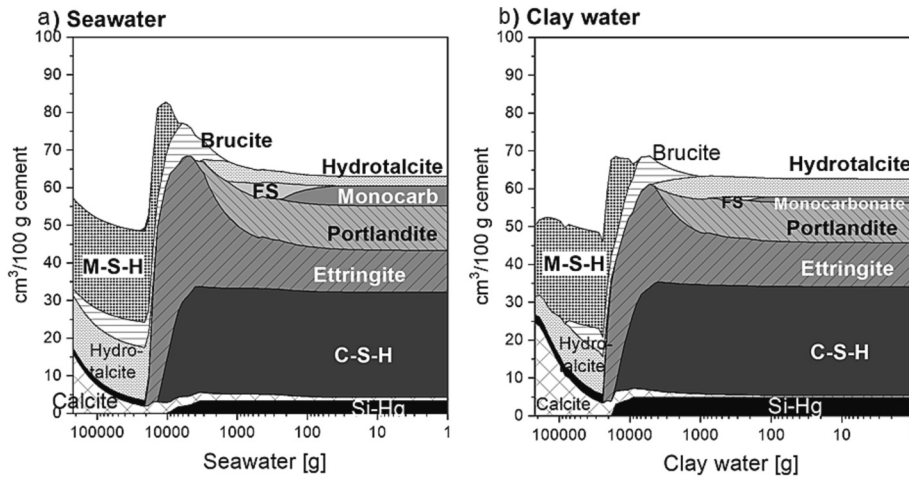 a) Seawater
cm³/100 g cement
100
90
80
70
60
50
40
30
20
10
0
M-S-H
Hydro-
talcite
Calcite
Brucite
Hydrotalcite
FS
Monocarb
Portlandite
Ettringite
C-S-H
Si-Hg
100000
10000
1000
100
10
1
Seawater [g]
b) Clay water
cm³/100 g cement
100
90
80
70
60
50
40
30
20
10
0
M-S-H
Hydro-
talcite
Calcite
Brucite
Hydrotalcite
FS
Monocarbonate
Portlandite
Ettringite
C-S-H
Si-Hg
100000
10000
1000
100
10
Clay water [g]